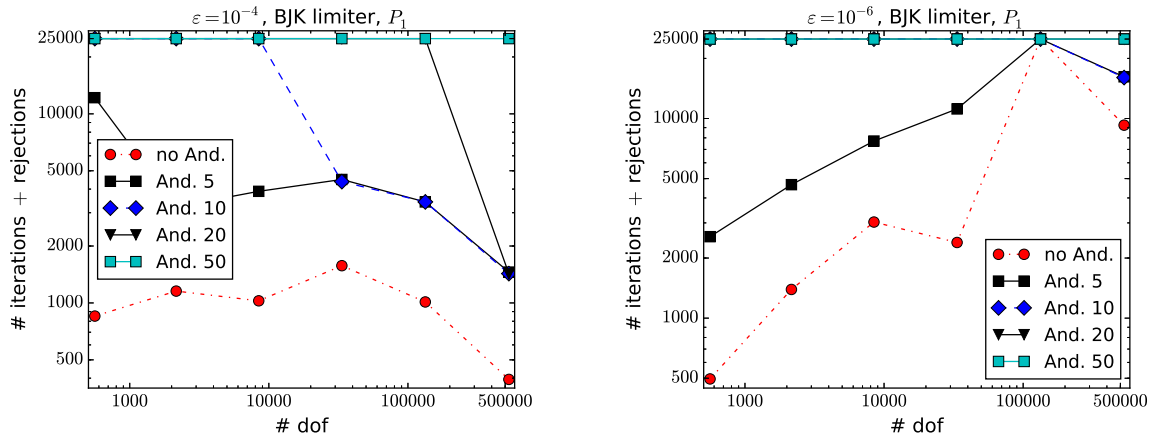 ε=10⁻⁴, BJK limiter, P₁
# iterations + rejections
25000
10000
5000
2000
1000
500
no And.
And. 5
And. 10
And. 20
And. 50
1000 10000 100000 500000
# dof
ε=10⁻⁶, BJK limiter, P₁
# iterations + rejections
25000
10000
5000
2000
1000
500
no And.
And. 5
And. 10
And. 20
And. 50
1000 10000 100000 500000
# dof